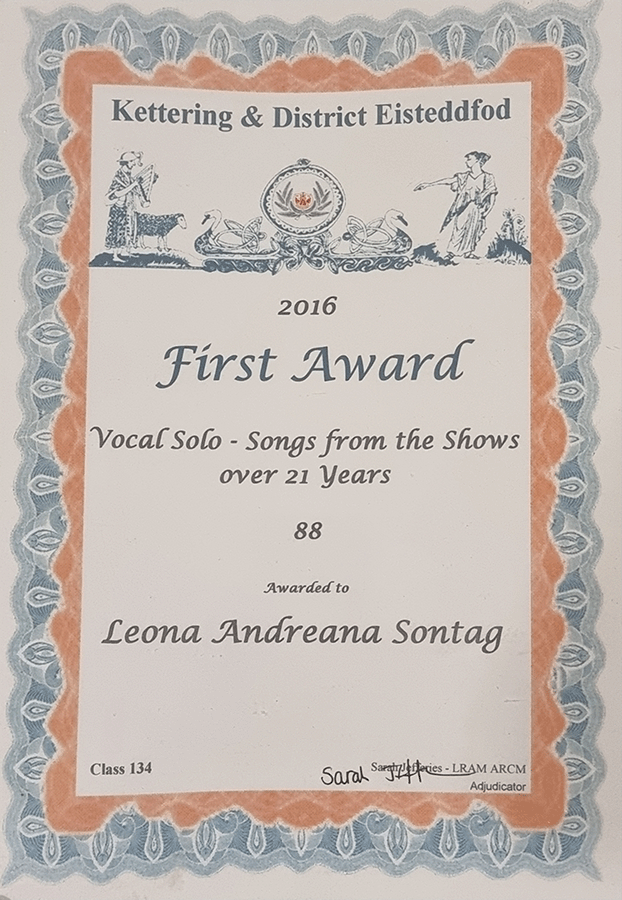 Kettering & District Eisteddfod
2016
First Award
Vocal Solo - Songs from the Shows
over 21 Years
88
Awarded to
Leona Andreana Sontag
Class 134
Sarah Jefferies - LRAM ARCM
Sarah
Adjudicator